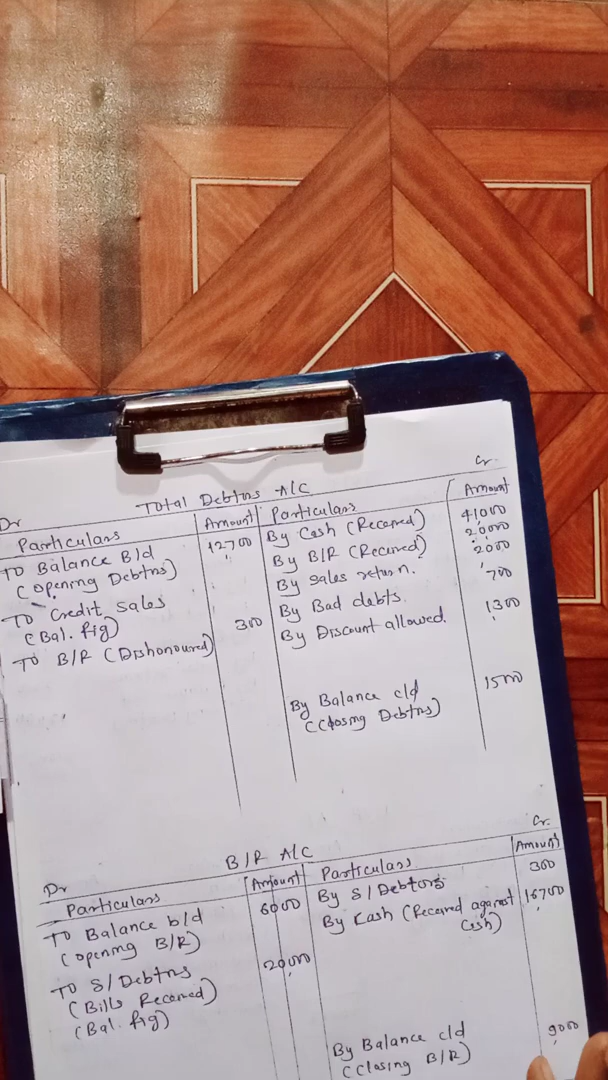 Total Debtors A/C
Dr Cr.
Particulars Amount Particulars Amount
To Balance B/d 12700 By Cash (Received) 41000
(opening Debtors) By B/R (Received) 20000
To Credit Sales By Sales return. 2000
(Bal. fig) By Bad debts 700
To B/R (Dishonoured) 300 By Discount allowed. 1300
By Balance c/d 15000
(Closing Debtors)
B/R A/C
Dr Cr.
Particulars Amount Particulars Amount
To Balance b/d 6000 By S/Debtors 300
(opening B/R) By Cash (Received against 16700
Cash)
To S/Debtors 20000
(Bills Received)
(Bal. fig)
By Balance c/d 9000
(Closing B/R)